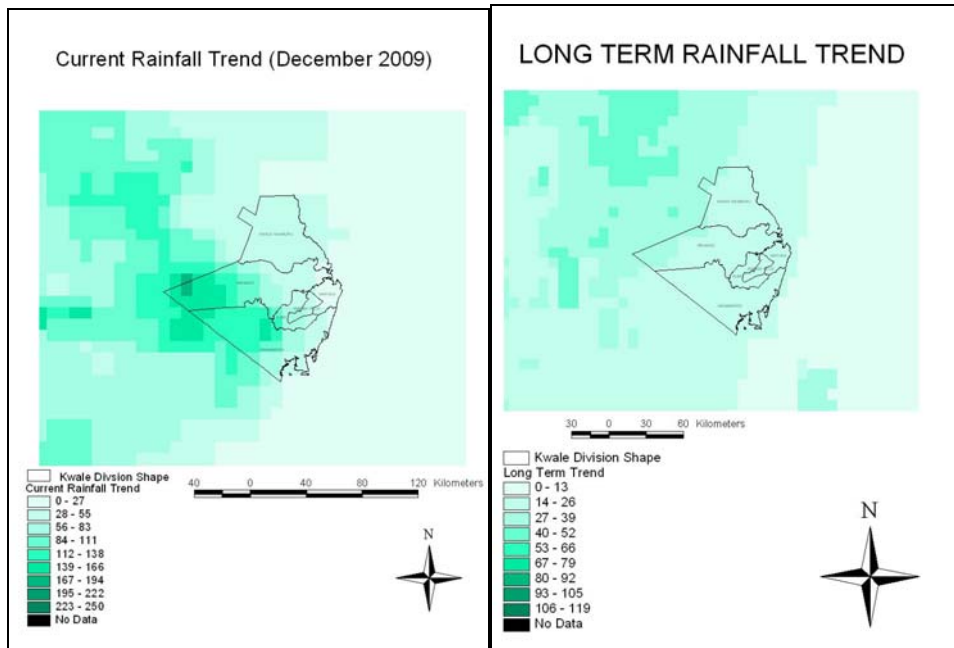 Current Rainfall Trend (December 2009)
Kwale Divsion Shape
Current Rainfall Trend
0 - 27
28 - 55
56 - 83
84 - 111
112 - 138
139 - 166
167 - 194
195 - 222
223 - 250
No Data
40 0 40 80 120 Kilometers
N
LONG TERM RAINFALL TREND
30 0 30 60 Kilometers
Kwale Division Shape
Long Term Trend
0 - 13
14 - 26
27 - 39
40 - 52
53 - 66
67 - 79
80 - 92
93 - 105
106 - 119
No Data
N